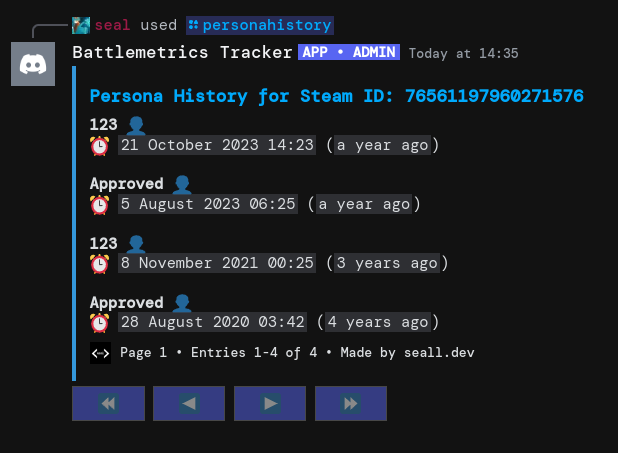 seal used personahistory
Battlemetrics Tracker APP • ADMIN Today at 14:35
Persona History for Steam ID: 76561197960271576
123
21 October 2023 14:23 (a year ago)
Approved
5 August 2023 06:25 (a year ago)
123
8 November 2021 00:25 (3 years ago)
Approved
28 August 2020 03:42 (4 years ago)
Page 1 • Entries 1-4 of 4 • Made by seall.dev